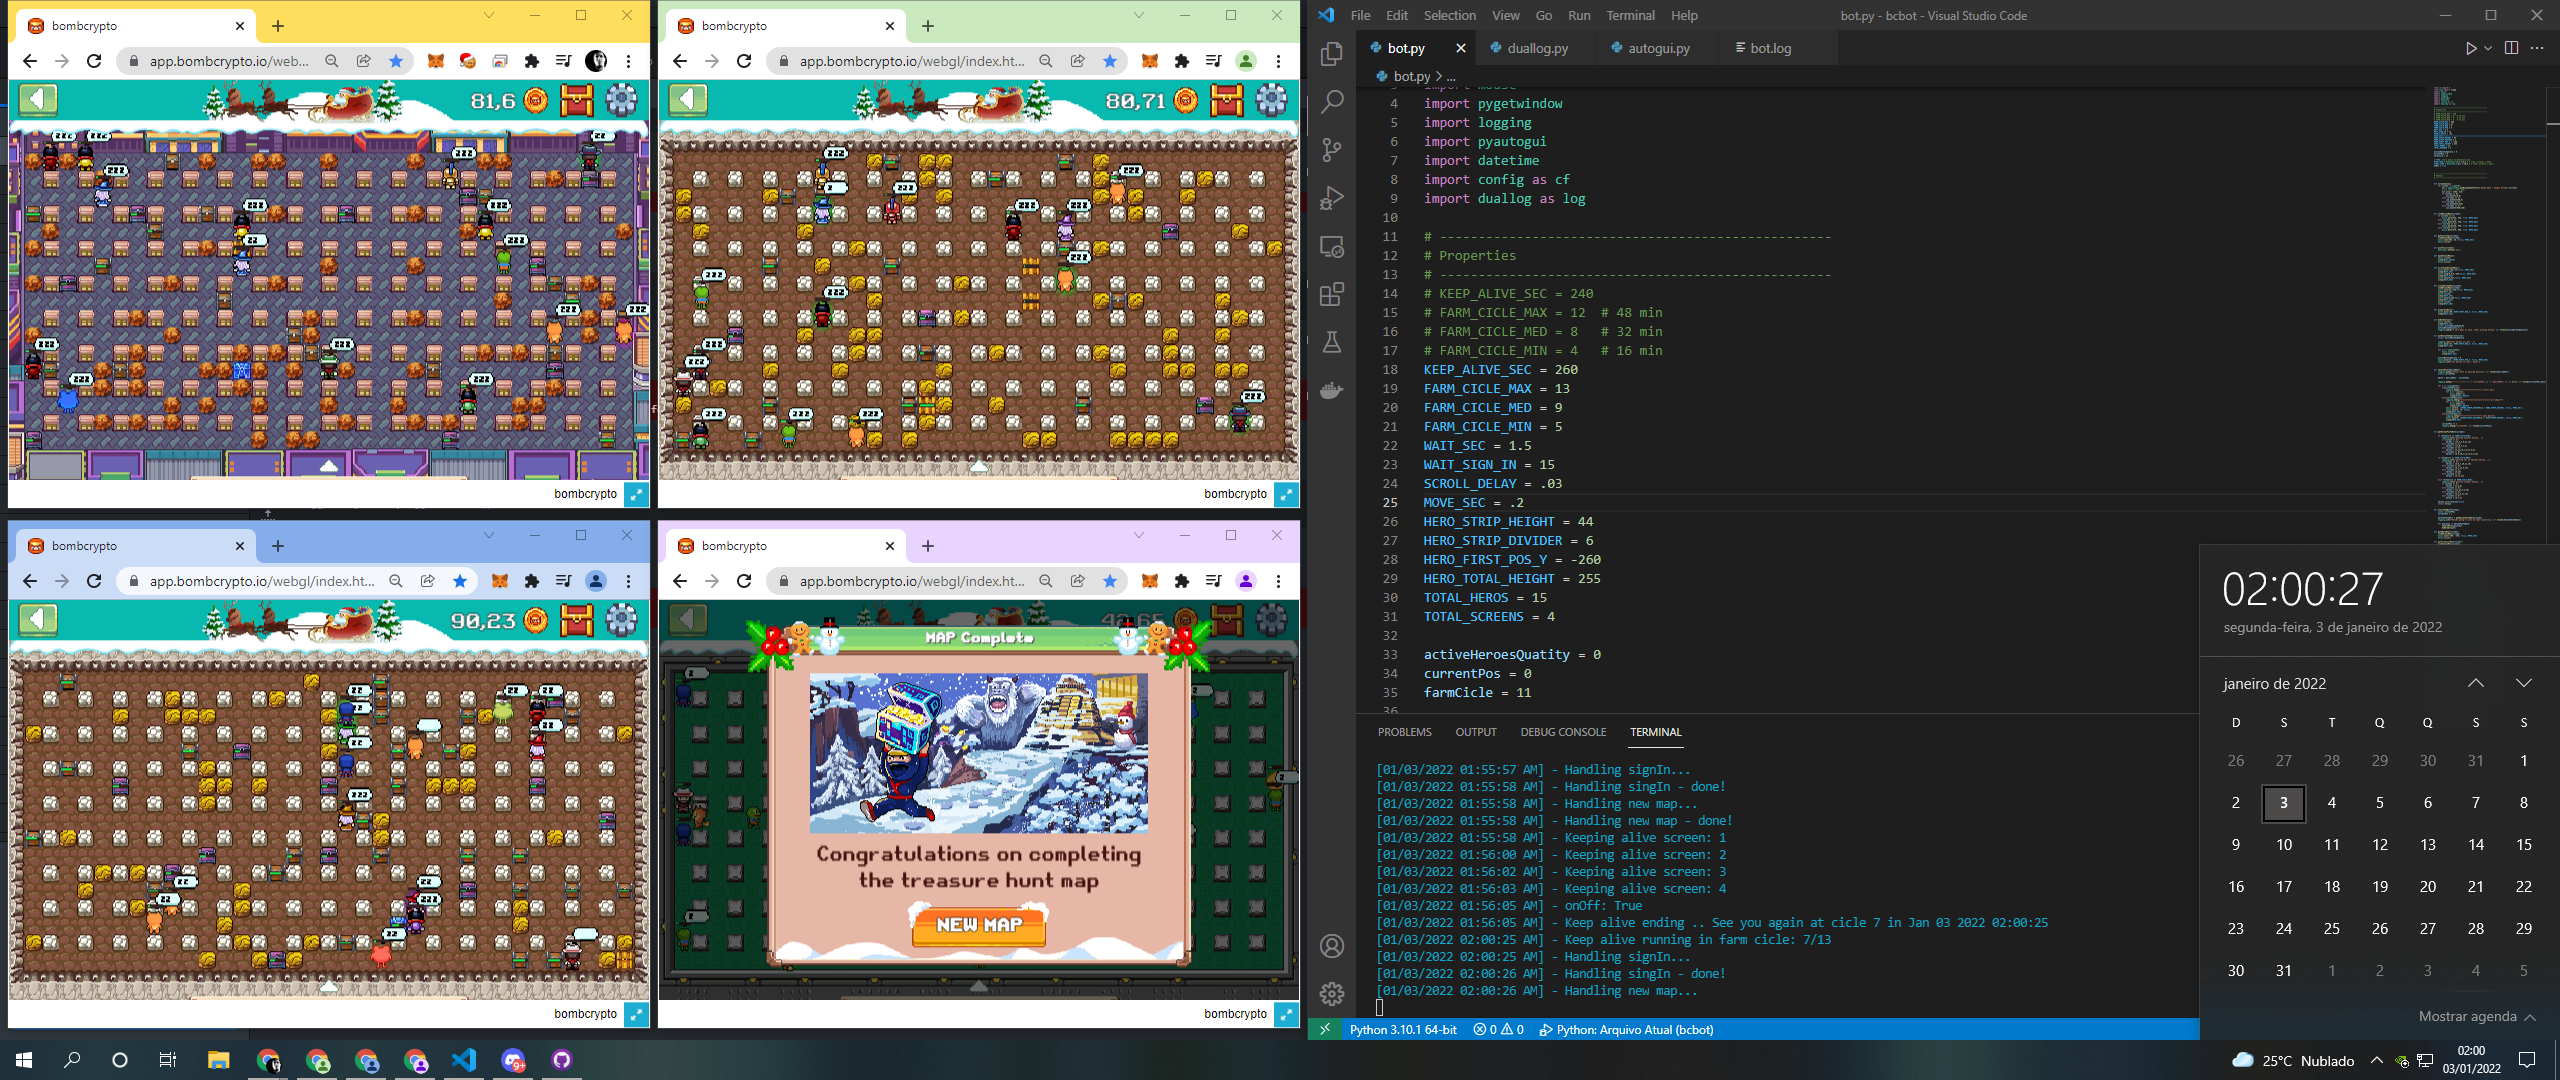 bombcrypto
app.bombcrypto.io/web...
81,6
bombcrypto
bombcrypto
app.bombcrypto.io/webgl/index.ht...
80,71
bombcrypto
bombcrypto
app.bombcrypto.io/webgl/index.ht...
90,23
bombcrypto
bombcrypto
app.bombcrypto.io/webgl/index.ht...
MAP Complete
Congratulations on completing
the treasure hunt map
NEW MAP
bombcrypto
File Edit Selection View Go Run Terminal Help
bot.py - bcbot - Visual Studio Code
bot.py duallog.py autogui.py bot.log
bot.py > ...
3 import mouse
4 import pygetwindow
5 import logging
6 import pyautogui
7 import datetime
8 import config as cf
9 import duallog as log
10
11 # --------------------------------------------------
12 # Properties
13 # --------------------------------------------------
14 # KEEP_ALIVE_SEC = 240
15 # FARM_CICLE_MAX = 12 # 48 min
16 # FARM_CICLE_MED = 8 # 32 min
17 # FARM_CICLE_MIN = 4 # 16 min
18 KEEP_ALIVE_SEC = 260
19 FARM_CICLE_MAX = 13
20 FARM_CICLE_MED = 9
21 FARM_CICLE_MIN = 5
22 WAIT_SEC = 1.5
23 WAIT_SIGN_IN = 15
24 SCROLL_DELAY = .03
25 MOVE_SEC = .2
26 HERO_STRIP_HEIGHT = 44
27 HERO_STRIP_DIVIDER = 6
28 HERO_FIRST_POS_Y = -260
29 HERO_TOTAL_HEIGHT = 255
30 TOTAL_HEROS = 15
31 TOTAL_SCREENS = 4
32
33 activeHeroesQuatity = 0
34 currentPos = 0
35 farmCicle = 11
36
PROBLEMS OUTPUT DEBUG CONSOLE TERMINAL
[01/03/2022 01:55:57 AM] - Handling signIn...
[01/03/2022 01:55:58 AM] - Handling singIn - done!
[01/03/2022 01:55:58 AM] - Handling new map...
[01/03/2022 01:55:58 AM] - Handling new map - done!
[01/03/2022 01:55:58 AM] - Keeping alive screen: 1
[01/03/2022 01:56:00 AM] - Keeping alive screen: 2
[01/03/2022 01:56:02 AM] - Keeping alive screen: 3
[01/03/2022 01:56:03 AM] - Keeping alive screen: 4
[01/03/2022 01:56:05 AM] - onOff: True
[01/03/2022 01:56:05 AM] - Keep alive ending .. See you again at cicle 7 in Jan 03 2022 02:00:25
[01/03/2022 02:00:25 AM] - Keep alive running in farm cicle: 7/13
[01/03/2022 02:00:25 AM] - Handling signIn...
[01/03/2022 02:00:26 AM] - Handling singIn - done!
[01/03/2022 02:00:26 AM] - Handling new map...
Python 3.10.1 64-bit 0 0 Python: Arquivo Atual (bcbot)
02:00:27
segunda-feira, 3 de janeiro de 2022
janeiro de 2022
D S T Q Q S S
26 27 28 29 30 31 1
2 3 4 5 6 7 8
9 10 11 12 13 14 15
16 17 18 19 20 21 22
23 24 25 26 27 28 29
30 31 1 2 3 4 5
Mostrar agenda
9+
25°C Nublado
02:00
03/01/2022